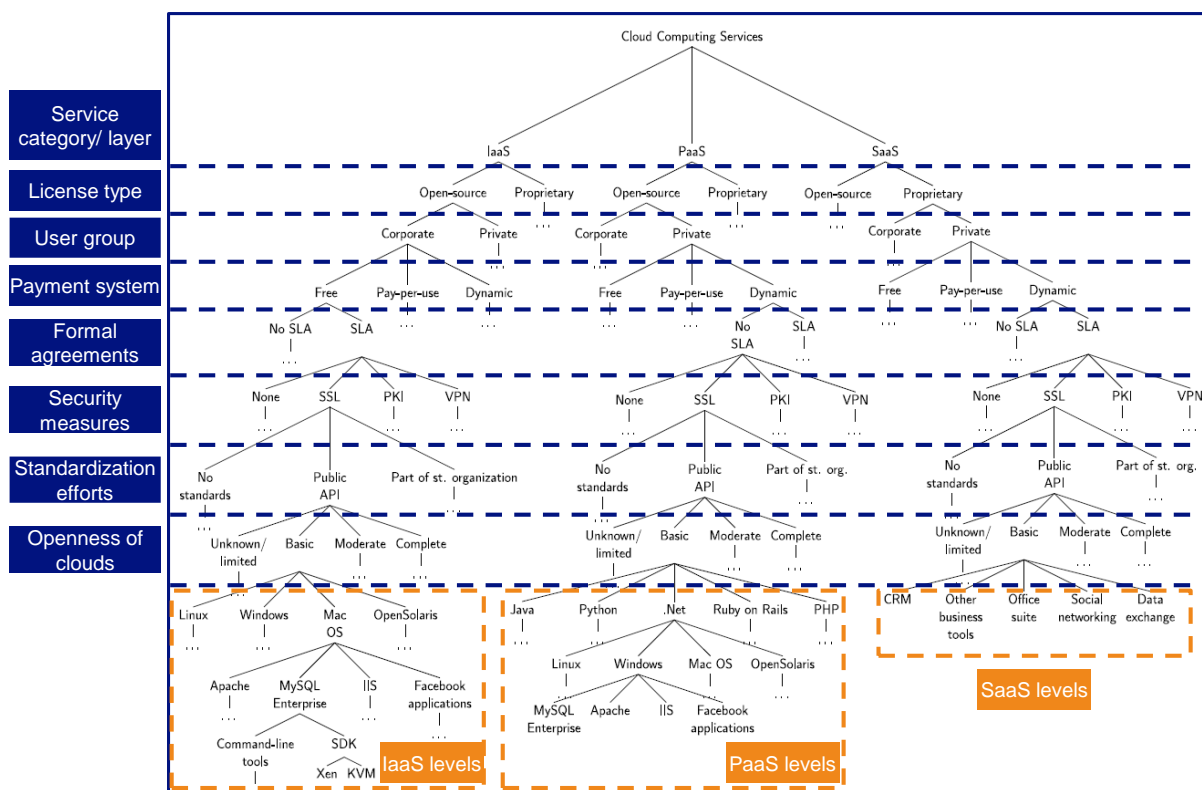 Cloud Computing Services
Service
category/ layer
IaaS PaaS SaaS
License type
Open-source Proprietary Open-source Proprietary Open-source Proprietary
... ... ...
User group
Corporate Private Corporate Private Corporate Private
... ... ...
Payment system
Free Pay-per-use Dynamic Free Pay-per-use Dynamic Free Pay-per-use Dynamic
... ... ... ... ... ...
Formal
agreements
No SLA SLA No
SLA SLA No SLA SLA
... ... ...
Security
measures
None SSL PKI VPN None SSL PKI VPN None SSL PKI VPN
... ... ... ... ... ... ... ... ...
Standardization
efforts
No
standards Public
API Part of st. organization No
standards Public
API Part of st. org. No
standards Public
API Part of st. org.
... ... ... ... ... ...
Openness of
clouds
Unknown/
limited Basic Moderate Complete Unknown/
limited Basic Moderate Complete Unknown/
limited Basic Moderate Complete
... ... ... ... ... ... ... ... ...
Linux Windows Mac
OS OpenSolaris
... ... ...
Apache MySQL
Enterprise IIS Facebook
applications
... ... ...
Command-line
tools SDK
Xen KVM
IaaS levels
Java Python .Net Ruby on Rails PHP
... ... ... ...
Linux Windows Mac OS OpenSolaris
... ... ...
MySQL
Enterprise Apache IIS Facebook
applications
PaaS levels
CRM Other
business
tools Office
suite Social
networking Data
exchange
SaaS levels